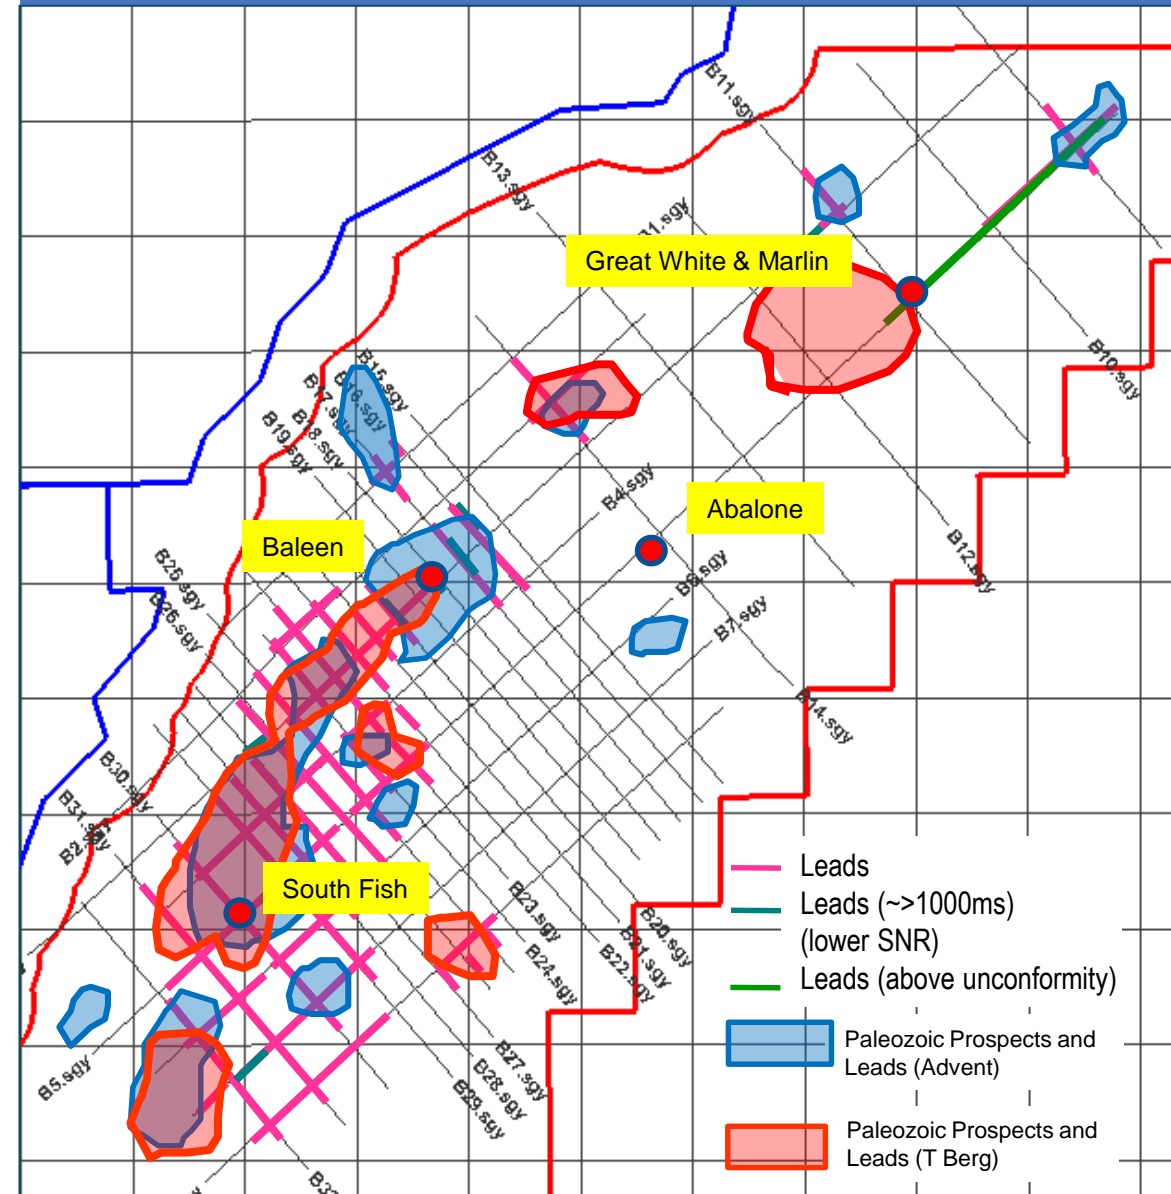 B11.sgy
B13.sgy
B1.sgy
Great White & Marlin
B10.sgy
B15.sgy
B16.sgy
B17.sgy
B18.sgy
B19.sgy
B4.sgy
Abalone
Baleen
B12.sgy
B25.sgy
B26.sgy
B6.sgy
B7.sgy
B14.sgy
B30.sgy
B31.sgy
South Fish
Leads
Leads (~>1000ms)
(lower SNR)
Leads (above unconformity)
B23.sgy
B24.sgy
B20.sgy
B21.sgy
B22.sgy
Paleozoic Prospects and
Leads (Advent)
B5.sgy
B27.sgy
B28.sgy
B29.sgy
Paleozoic Prospects and
Leads (T Berg)